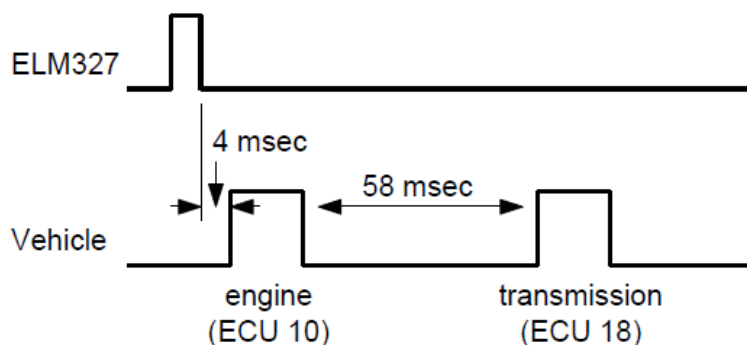 ELM327
4 msec
58 msec
Vehicle
engine
(ECU 10)
transmission
(ECU 18)